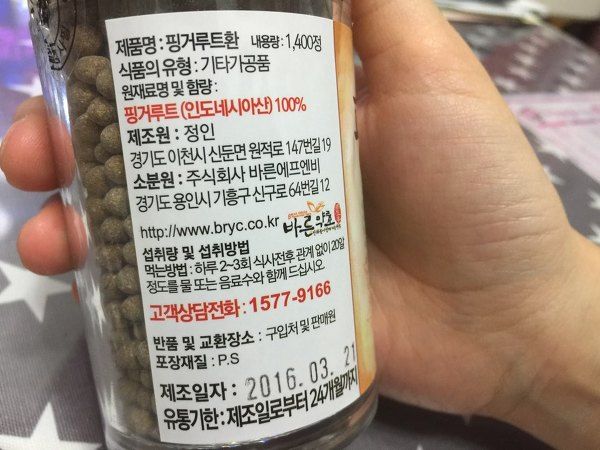 제품명 : 핑거루트환 내용량 : 1,400정
식품의 유형 : 기타가공품
원재료명 및 함량 :
핑거루트 (인도네시아산) 100%
제조원 : 정인
경기도 이천시 신둔면 원적로 147번길 19
소분원 : 주식회사 바른에프엔비
경기도 용인시 기흥구 신구로 64번길 12
http://www.bryc.co.kr 바른약초
섭취량 및 섭취방법
먹는방법 : 하루 2~3회 식사전후 관계 없이 20알
정도를 물 또는 음료수와 함께 드십시오.
고객상담전화 : 1577-9166
반품 및 교환장소 : 구입처 및 판매원
포장재질 : P.S
제조일자 : 2016. 03. 21
유통기한 : 제조일로부터 24개월까지